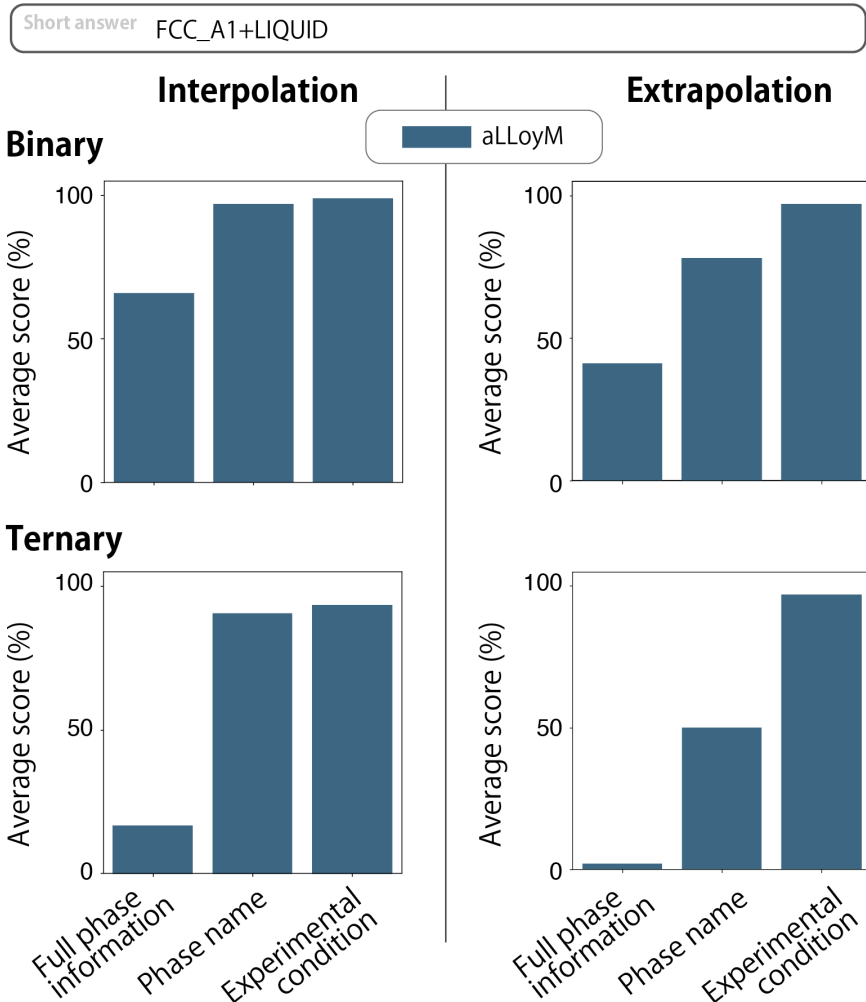 Short answer FCC_A1+LIQUID
Interpolation
Extrapolation
aLLoyM
Binary
Average score (%)
100
50
0
Average score (%)
100
50
0
Ternary
Average score (%)
100
50
0
Full phase
information
Phase name
Experimental
condition
Average score (%)
100
50
0
Full phase
information
Phase name
Experimental
condition